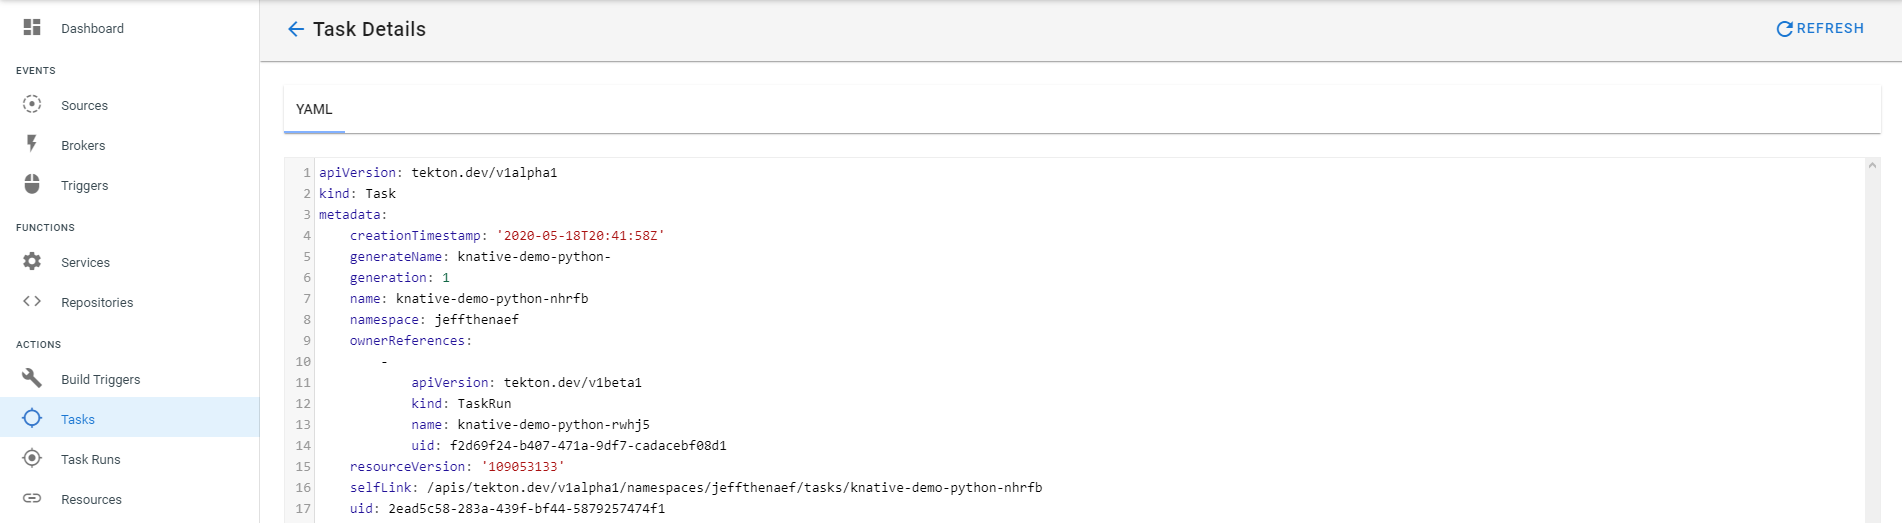 Dashboard
EVENTS
Sources
Brokers
Triggers
FUNCTIONS
Services
Repositories
ACTIONS
Build Triggers
Tasks
Task Runs
Resources
Task Details
REFRESH
YAML
1 apiVersion: tekton.dev/v1alpha1
2 kind: Task
3 metadata:
4 creationTimestamp: '2020-05-18T20:41:58Z'
5 generateName: knative-demo-python-
6 generation: 1
7 name: knative-demo-python-nhrfb
8 namespace: jeffthenaef
9 ownerReferences:
10 -
11 apiVersion: tekton.dev/v1beta1
12 kind: TaskRun
13 name: knative-demo-python-rwhj5
14 uid: f2d69f24-b407-471a-9df7-cadacebf08d1
15 resourceVersion: '109053133'
16 selfLink: /apis/tekton.dev/v1alpha1/namespaces/jeffthenaef/tasks/knative-demo-python-nhrfb
17 uid: 2ead5c58-283a-439f-bf44-5879257474f1